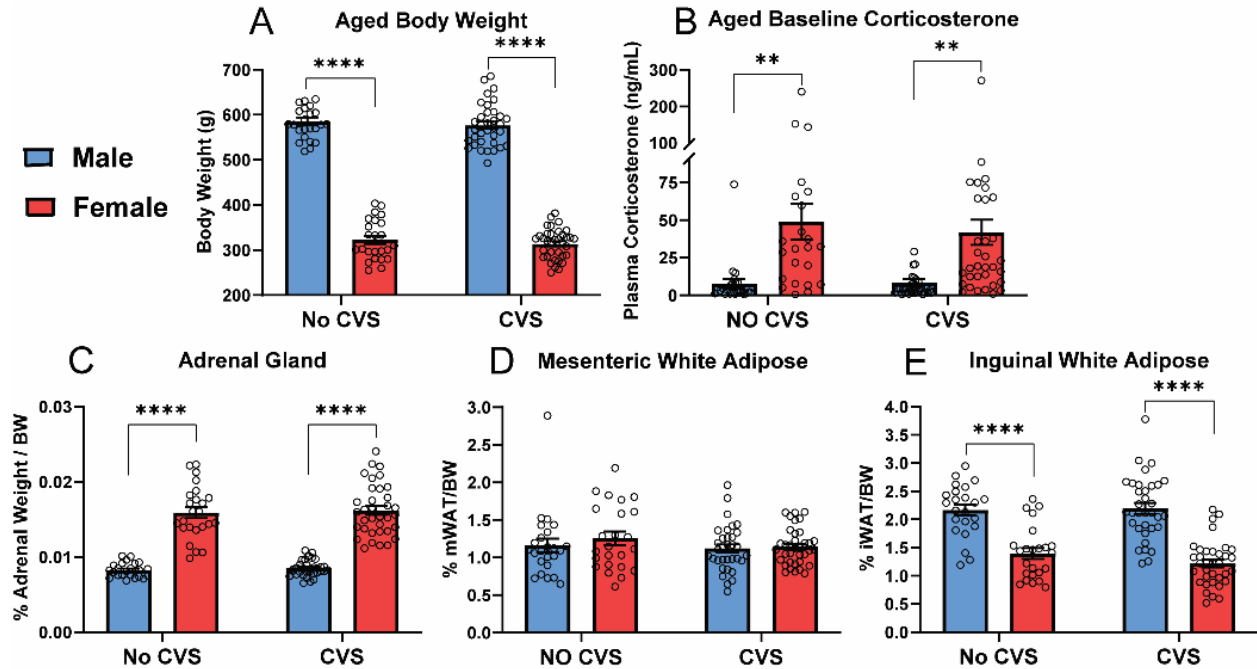 A
Aged Body Weight
Body Weight (g)
700
600
500
400
300
200
****
****
No CVS
CVS
Male
Female
B
Aged Baseline Corticosterone
Plasma Corticosterone (ng/mL)
300
200
100
75
50
25
0
**
**
NO CVS
CVS
C
Adrenal Gland
% Adrenal Weight / BW
0.03
0.02
0.01
0.00
****
****
No CVS
CVS
D
Mesenteric White Adipose
% mWAT/BW
3.0
2.5
2.0
1.5
1.0
0.5
0.0
NO CVS
CVS
E
Inguinal White Adipose
% iWAT/BW
4.0
3.5
3.0
2.5
2.0
1.5
1.0
0.5
0.0
****
****
No CVS
CVS